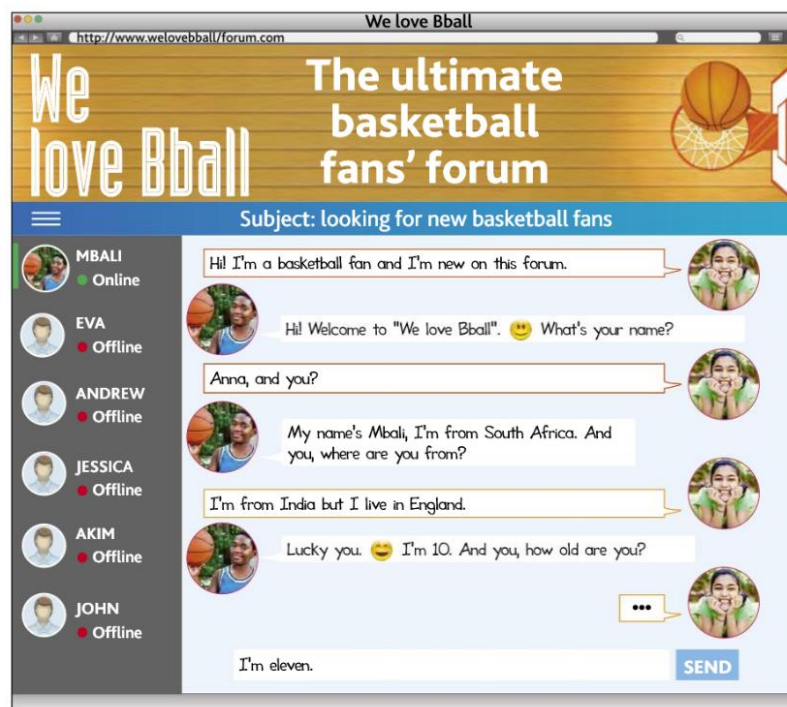 We love Bball
http://www.welovebball/forum.com
We
love Bball
The ultimate
basketball
fans' forum
Subject: looking for new basketball fans
MBALI
Online
EVA
Offline
ANDREW
Offline
JESSICA
Offline
AKIM
Offline
JOHN
Offline
Hi! I'm a basketball fan and I'm new on this forum.
Hi! Welcome to "We love Bball". What's your name?
Anna, and you?
My name's Mbali, I'm from South Africa. And
you, where are you from?
I'm from India but I live in England.
Lucky you. I'm 10. And you, how old are you?
•••
I'm eleven.
SEND